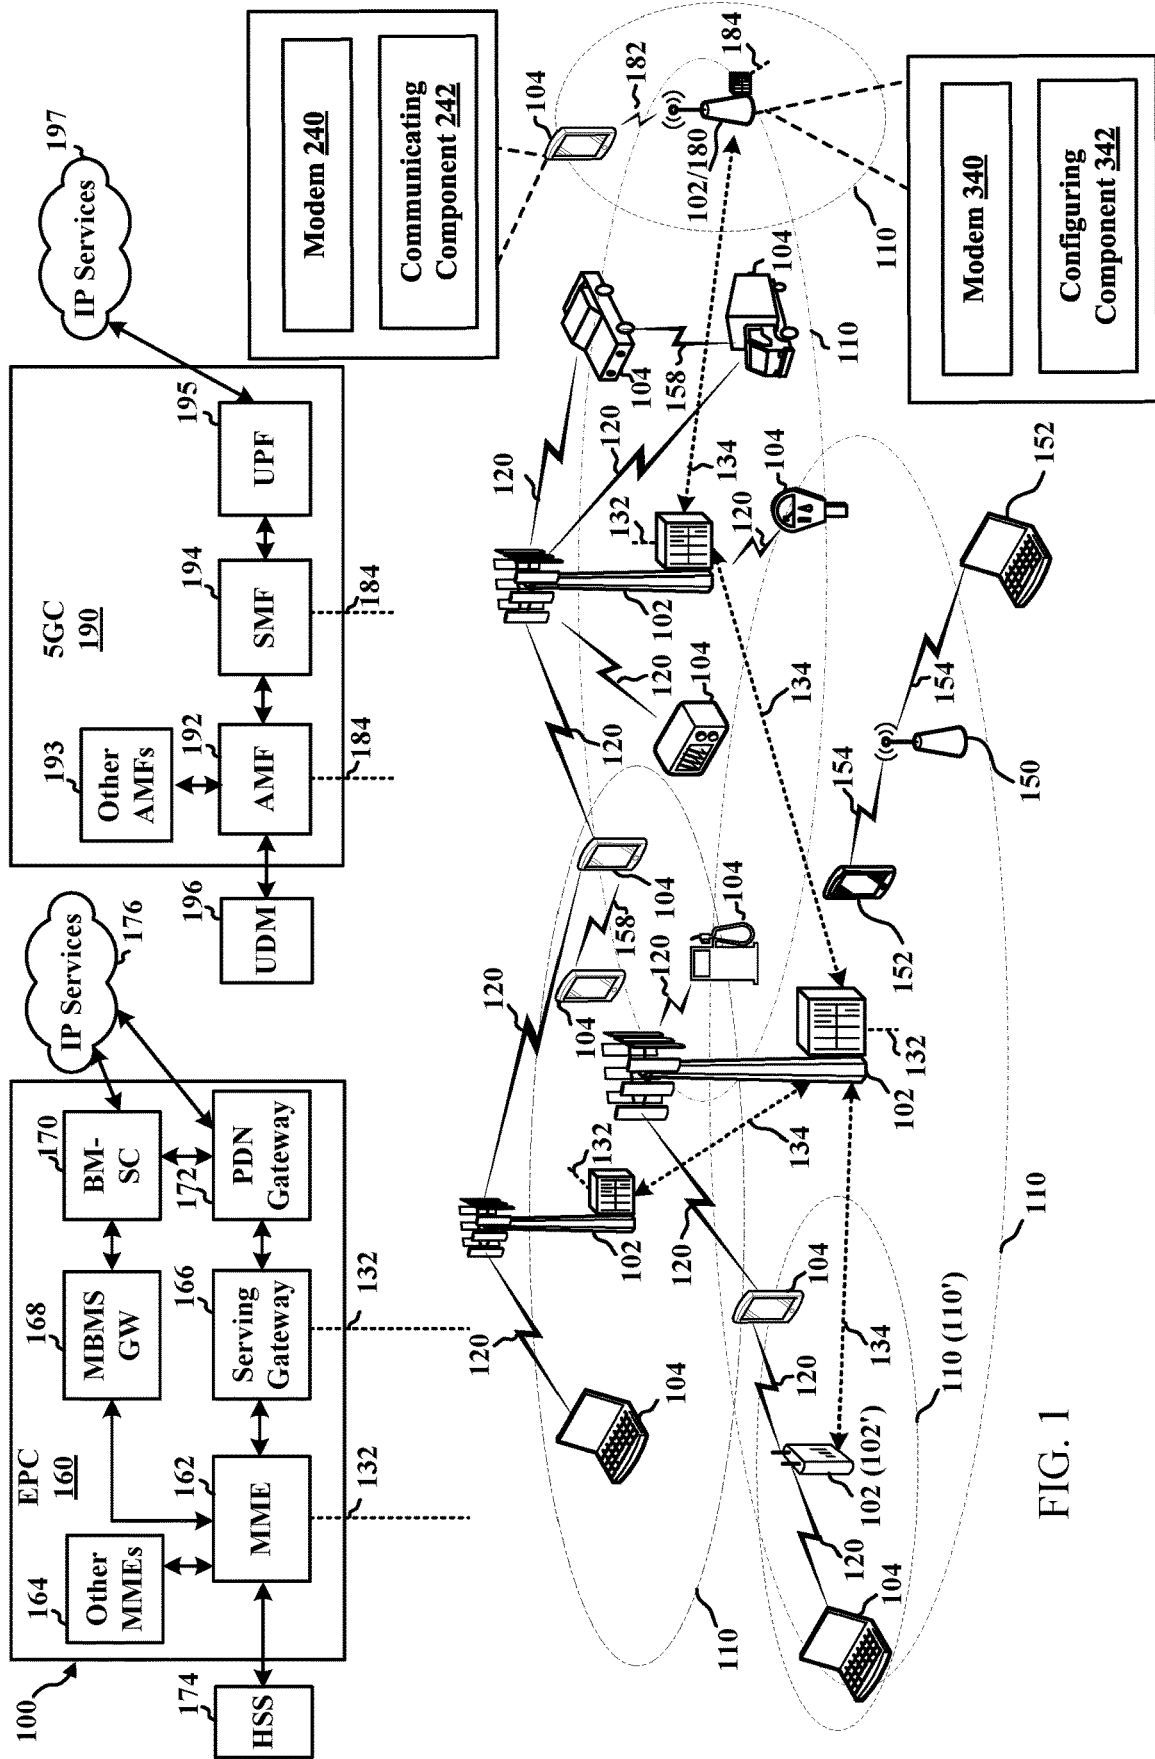 100
EPC
160
174
HSS
164
Other
MMEs
162
MME
132
168
MBMS
GW
166
Serving
Gateway
132
170
BM-
SC
172
PDN
Gateway
176
IP Services
196
UDM
5GC
190
193
Other
AMFs
192
AMF
184
194
SMF
184
195
UPF
197
IP Services
Modem 240
Communicating
Component 242
104
182
184
102/180
110
Modem 340
Configuring
Component 342
120
120
104
158
104
110
134
132
102
120
104
120
104
120
134
120
104
158
104
120
104
120
132
102
134
132
102
120
104
110
120
104
120
134
102 (102')
120
104
110 (110')
110
152
154
150
154
152
FIG. 1